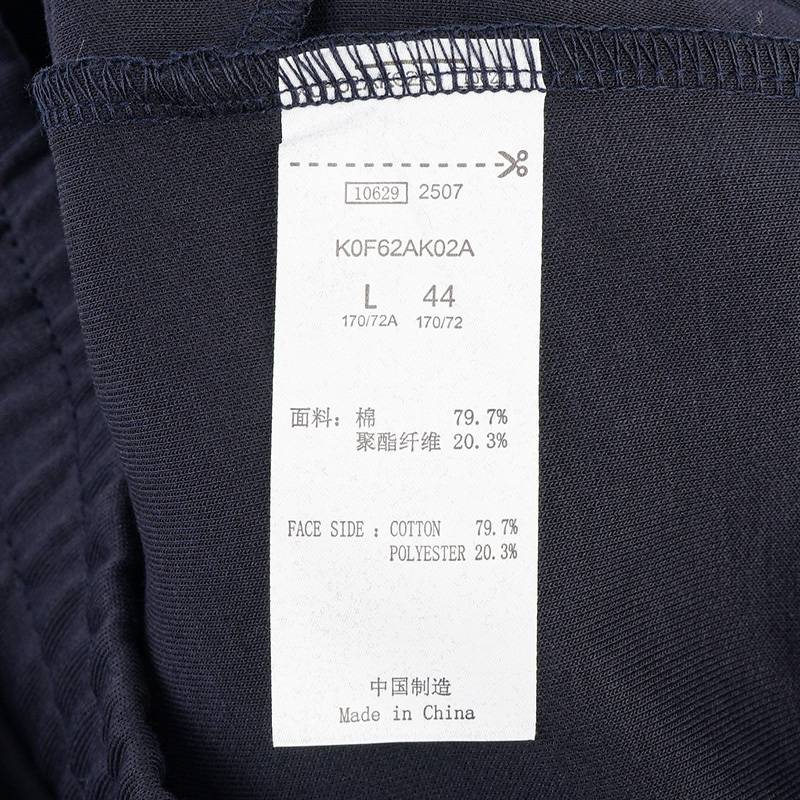 10629 2507
K0F62AK02A
L 44
170/72A 170/72
面料: 棉 79.7%
聚酯纤维 20.3%
FACE SIDE : COTTON 79.7%
POLYESTER 20.3%
中国制造
Made in China